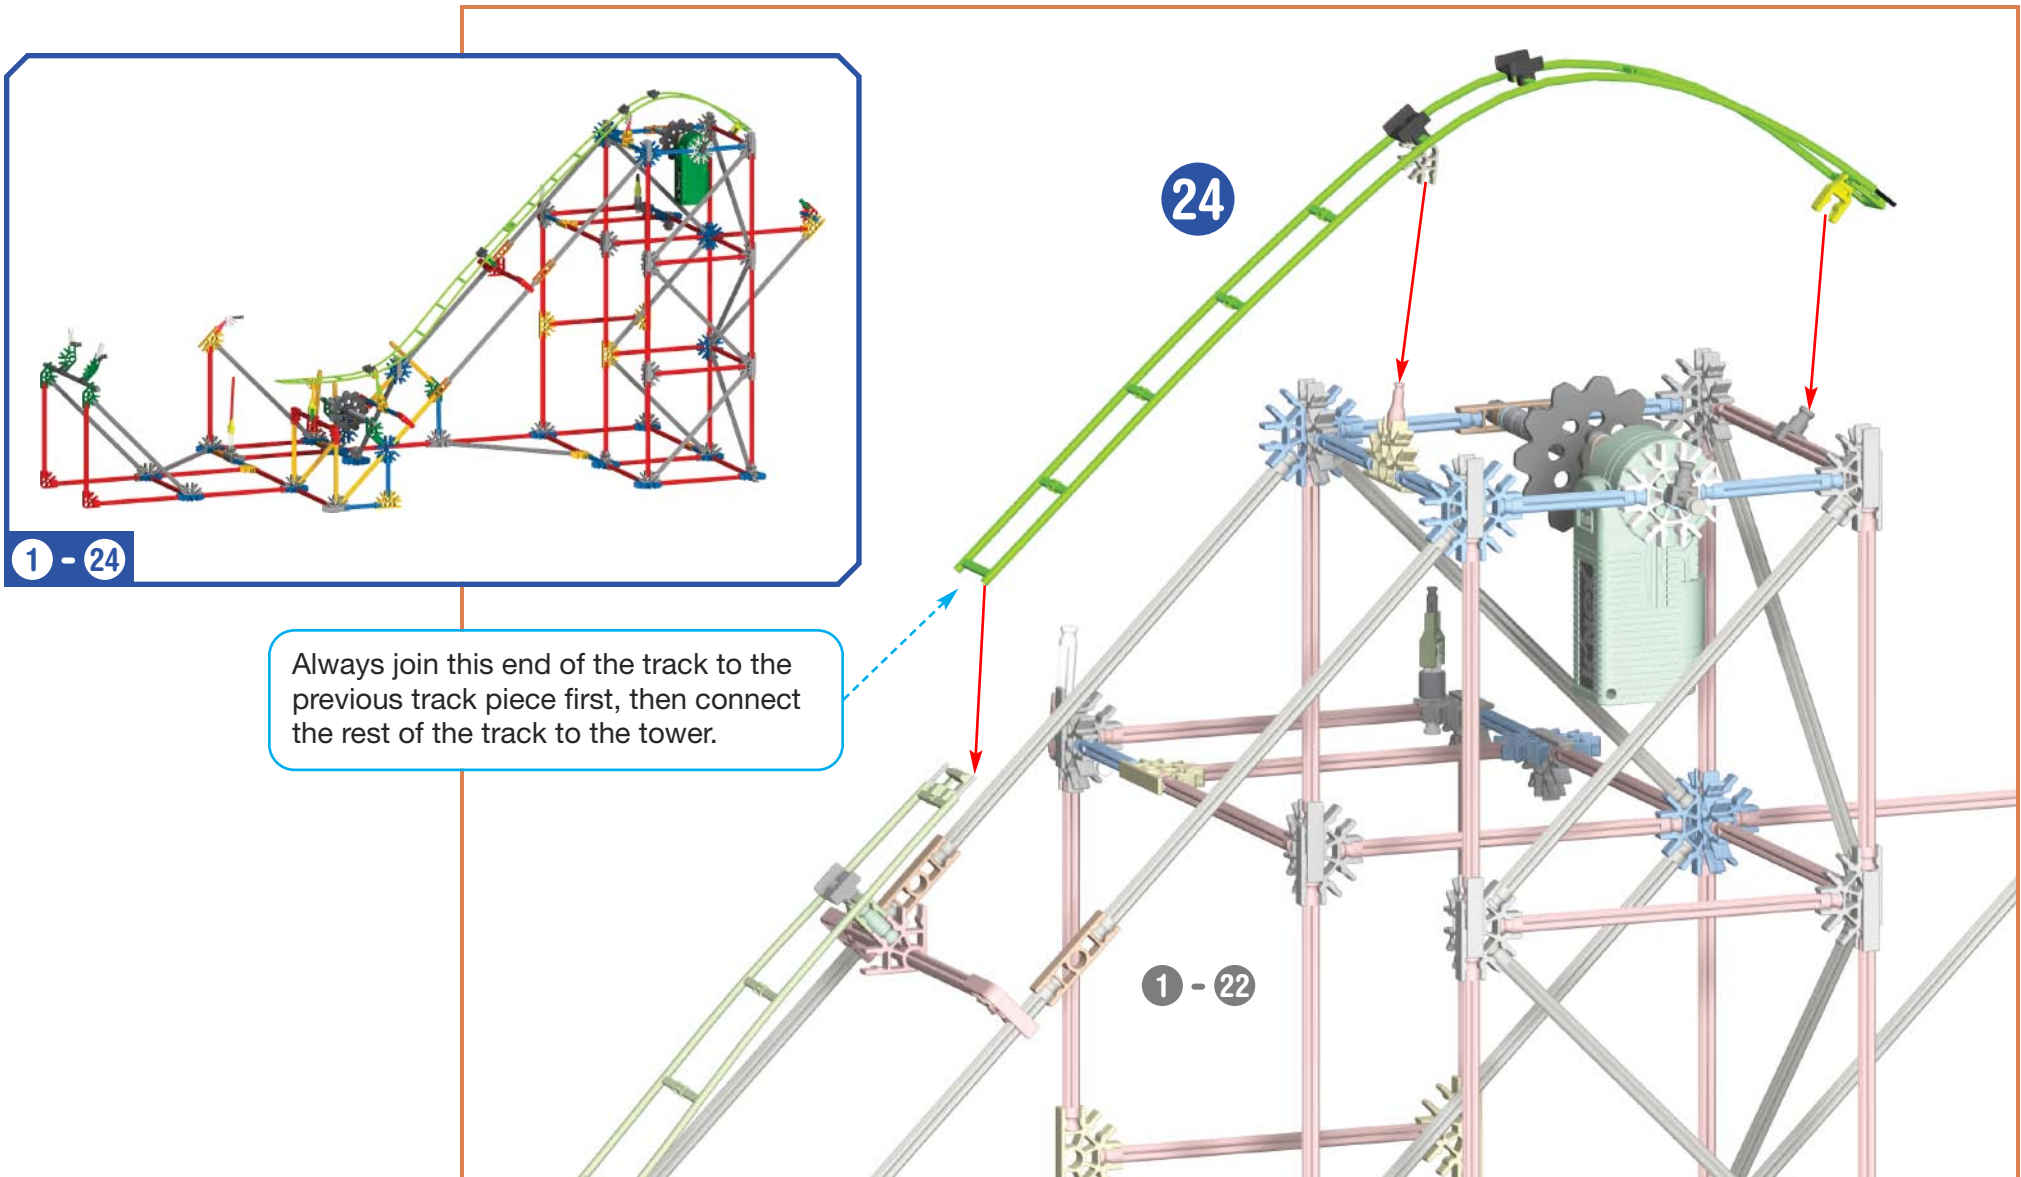 24
1 - 24
Always join this end of the track to the
previous track piece first, then connect
the rest of the track to the tower.
1 - 22